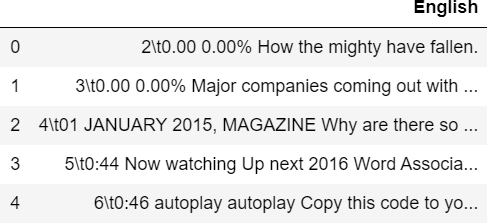 English
0 2\t0.00 0.00% How the mighty have fallen.
1 3\t0.00 0.00% Major companies coming out with ...
2 4\t01 JANUARY 2015, MAGAZINE Why are there so ...
3 5\t0:44 Now watching Up next 2016 Word Associa...
4 6\t0:46 autoplay autoplay Copy this code to yo...